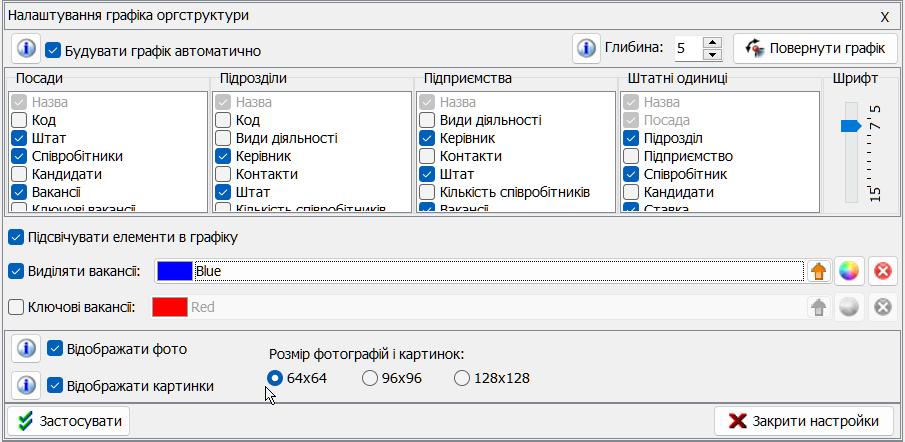 Налаштування графіка оргструктури X
Будувати графік автоматично Глибина: 5 Повернути графік
Посади Підрозділи Підприємства Штатні одиниці Шрифт
Назва Назва Назва Назва 5
Код Код Види діяльності Посада 7
Штат Види діяльності Керівник Підрозділ
Співробітники Керівник Контакти Підприємство
Кандидати Контакти Штат Співробітник
Вакансії Штат Кількість співробітників Кандидати 15
Ключові вакансії Кількість співробітників Вакансії Ставка
Підсвічувати елементи в графіку
Виділяти вакансії: Blue
Ключові вакансії: Red
Відображати фото
Розмір фотографій і картинок:
Відображати картинки 64x64 96x96 128x128
Застосувати Закрити настройки